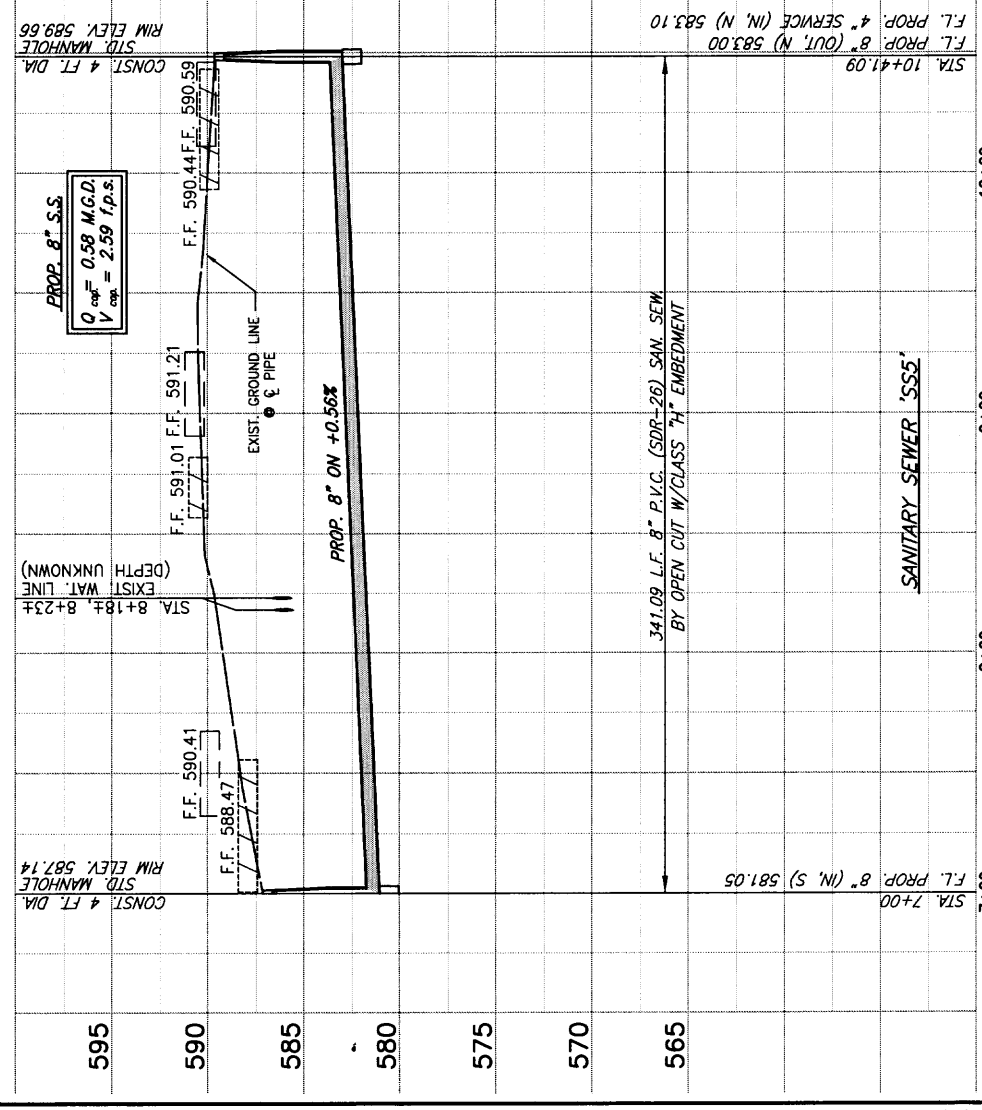 CONST. 4 FT. DIA.
STD. MANHOLE
RIM ELEV. 589.66
STA. 10+41.09
F.L. PROP. 8" (OUT, N) 583.00
F.L. PROP. 4" SERVICE (IN, N) 583.10
PROP. 8" S.S.
Q cap. = 0.58 M.G.D.
V cap. = 2.59 f.p.s.
F.F. 590.44
F.F. 590.59
EXIST. GROUND LINE
@ ℄ PIPE
F.F. 591.01
F.F. 591.21
PROP. 8" ON +0.56%
STA. 8+18±, 8+23±
EXIST. WAT. LINE
(DEPTH UNKNOWN)
341.09 L.F. 8" P.V.C. (SDR-26) SAN. SEW.
BY OPEN CUT W/CLASS "H" EMBEDMENT
SANITARY SEWER 'SS5'
F.F. 590.41
F.F. 588.47
CONST. 4 FT. DIA.
STD. MANHOLE
RIM ELEV. 587.14
STA. 7+00
F.L. PROP. 8" (IN, S) 581.05
595
590
585
580
575
570
565